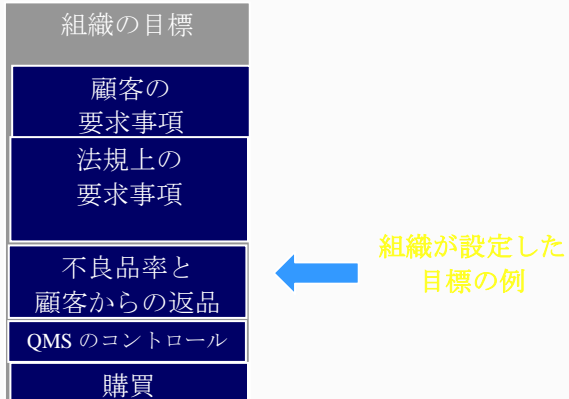 組織の目標
顧客の
要求事項
法規上の
要求事項
不良品率と
顧客からの返品
QMS のコントロール
購買
組織が設定した
目標の例